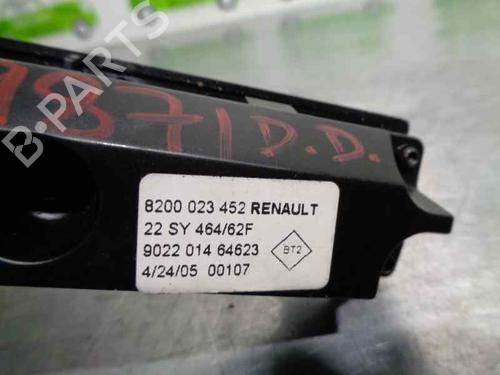 1371 D.D.
8200 023 452 RENAULT
22 SY 464/62F
9022 014 64623
4/24/05 00107
BT2
B-PARTS